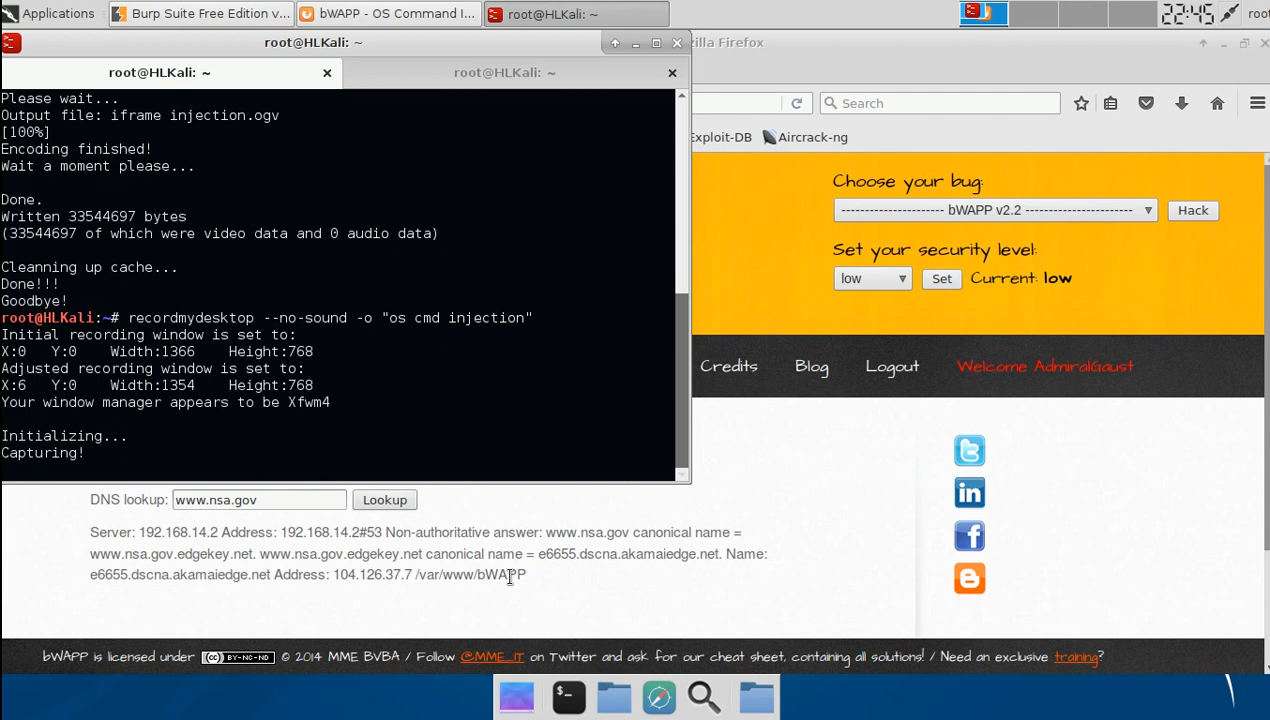 Applications
Burp Suite Free Edition v...
bWAPP - OS Command I...
root@HLKali: ~
22:45
root@HLKali: ~
zilla Firefox
root@HLKali: ~
root@HLKali: ~
Please wait...
Output file: iframe injection.ogv
[100%]
Encoding finished!
Wait a moment please...
Done.
Written 33544697 bytes
(33544697 of which were video data and 0 audio data)
Cleanning up cache...
Done!!!
Goodbye!
root@HLKali:~# recordmydesktop --no-sound -o "os cmd injection"
Initial recording window is set to:
X:0 Y:0 Width:1366 Height:768
Adjusted recording window is set to:
X:6 Y:0 Width:1354 Height:768
Your window manager appears to be Xfwm4
Initializing...
Capturing!
Search
Exploit-DB
Aircrack-ng
Choose your bug:
---------------------- bWAPP v2.2 -----------------------
Hack
Set your security level:
low
Set
Current: low
Credits
Blog
Logout
Welcome AdmiralGaust
DNS lookup:
www.nsa.gov
Lookup
Server: 192.168.14.2 Address: 192.168.14.2#53 Non-authoritative answer: www.nsa.gov canonical name =
www.nsa.gov.edgekey.net. www.nsa.gov.edgekey.net canonical name = e6655.dscna.akamaiedge.net. Name:
e6655.dscna.akamaiedge.net Address: 104.126.37.7 /var/www/bWAPP
bWAPP is licensed under
BY-NC-ND
© 2014 MME BVBA / Follow @MME_IT on Twitter and ask for our cheat sheet, containing all solutions! / Need an exclusive training?